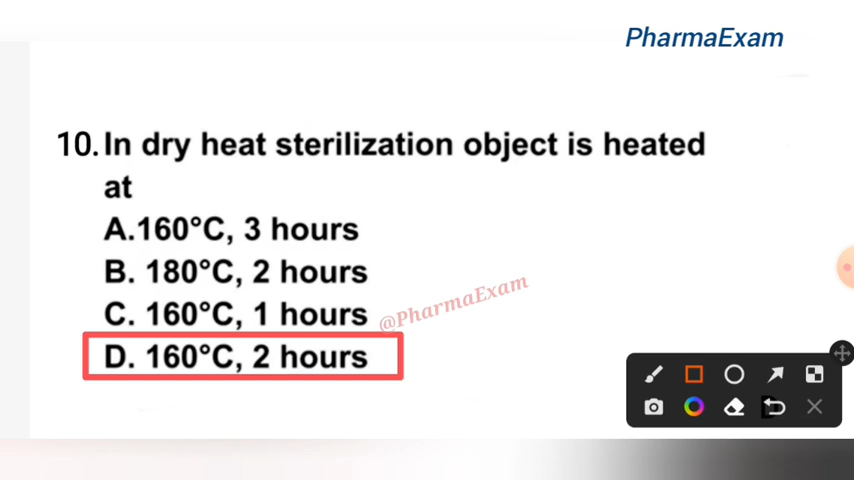 PharmaExam
10. In dry heat sterilization object is heated
at
A.160°C, 3 hours
B. 180°C, 2 hours
C. 160°C, 1 hours
@PharmaExam
D. 160°C, 2 hours